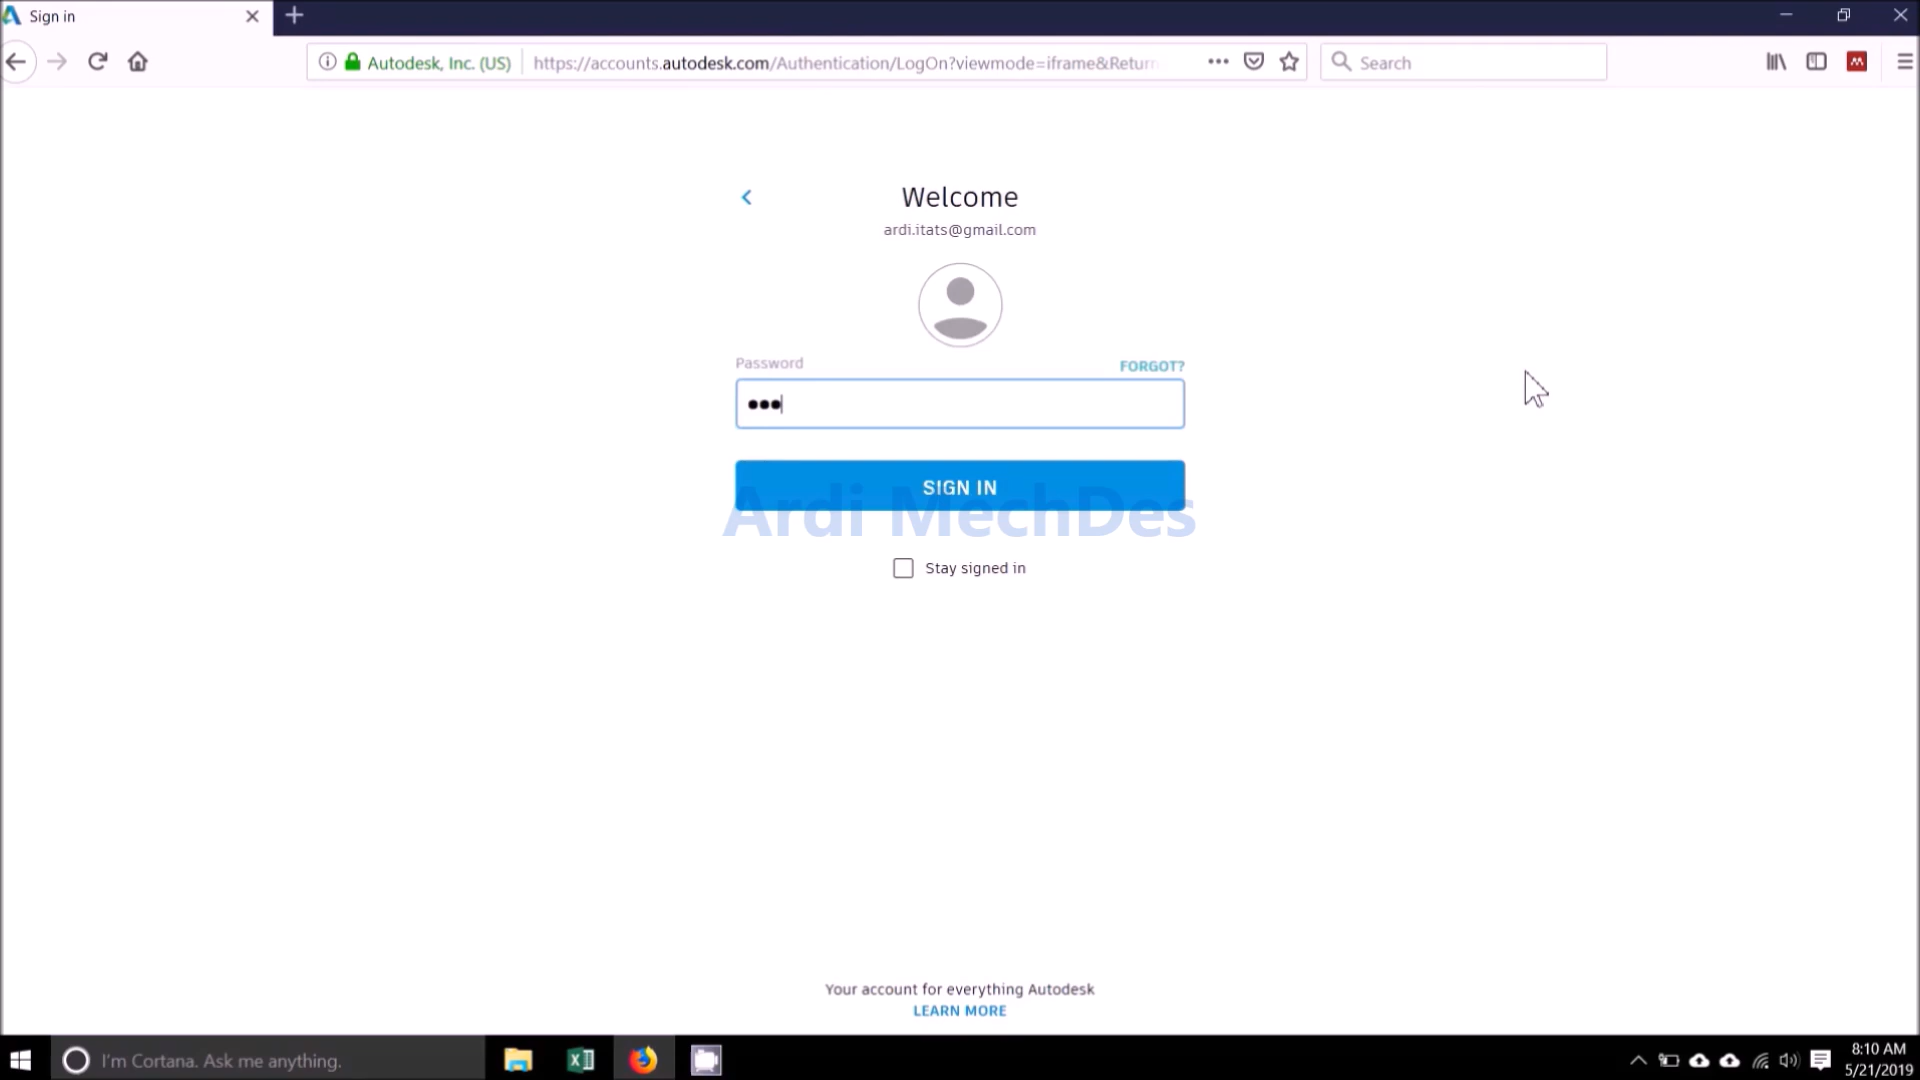 Sign in
Autodesk, Inc. (US)
https://accounts.autodesk.com/Authentication/LogOn?viewmode=iframe&Return
Search
Welcome
ardi.itats@gmail.com
Password
FORGOT?
SIGN IN
Ardi MechDes
Stay signed in
Your account for everything Autodesk
LEARN MORE
I'm Cortana. Ask me anything.
8:10 AM
5/21/2019